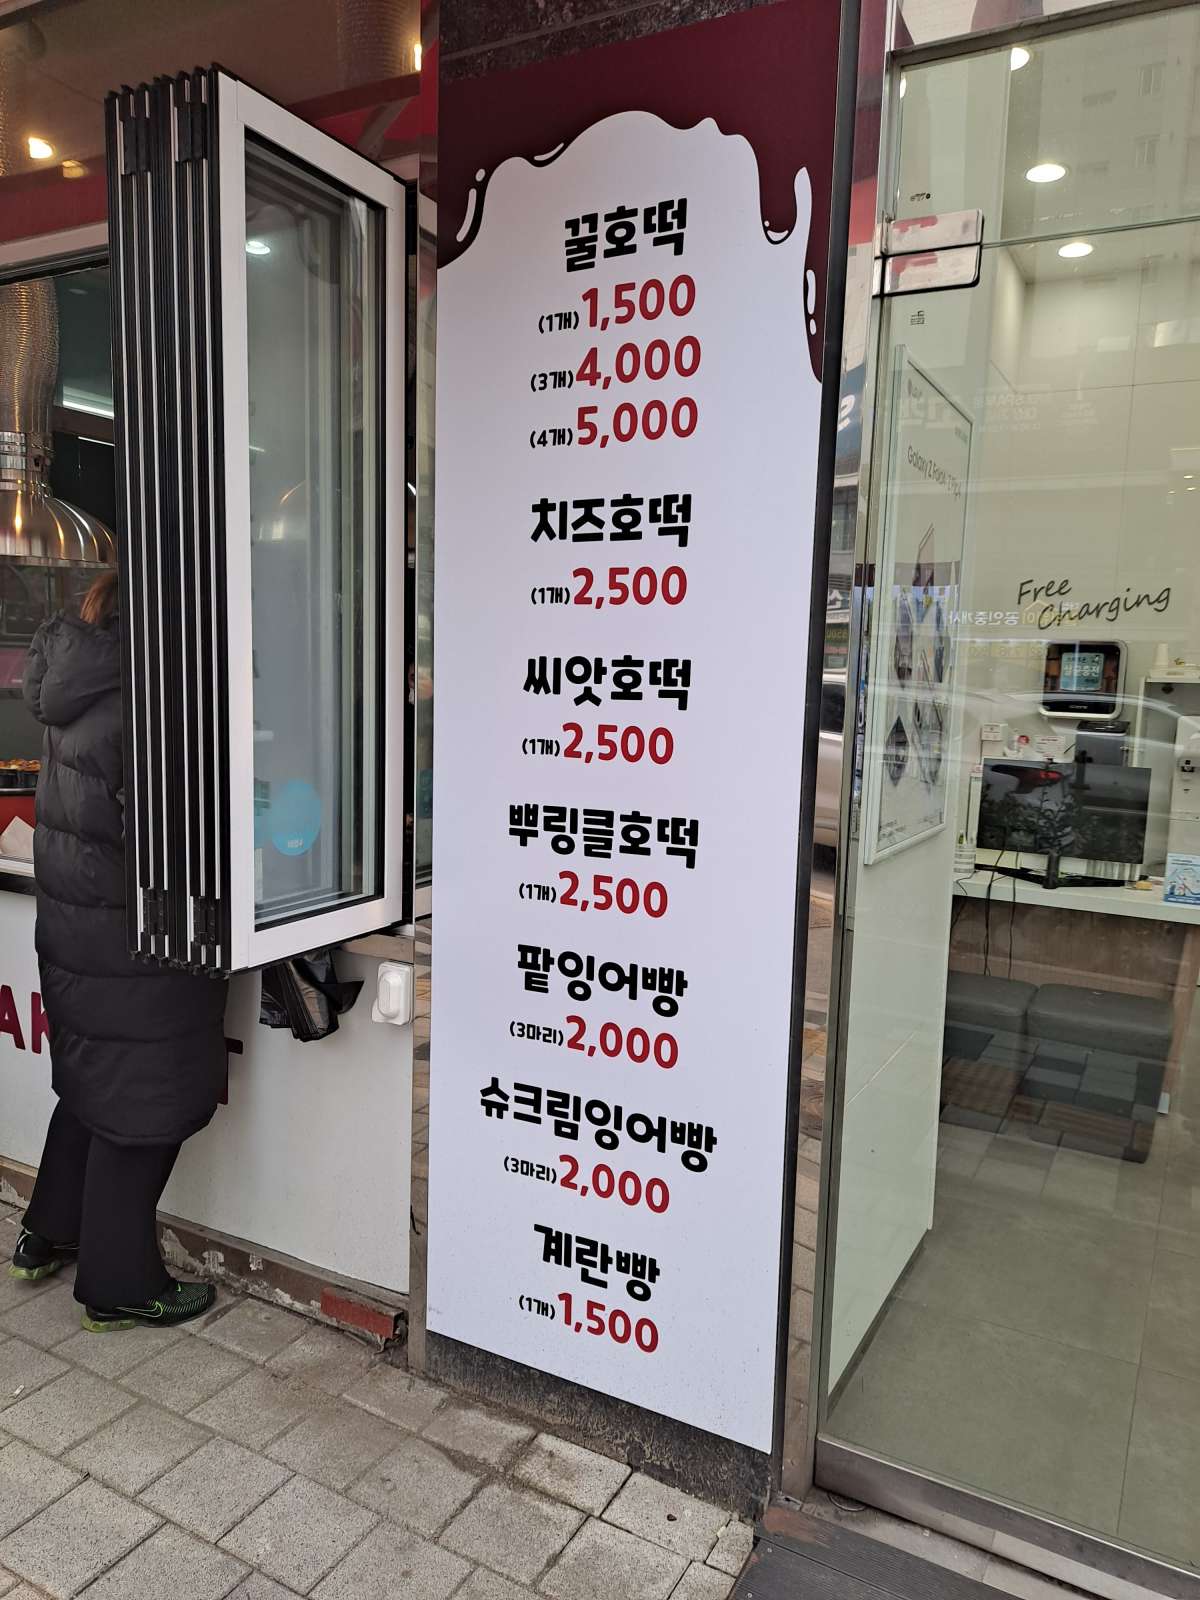 꿀호떡
(1개) 1,500
(3개) 4,000
(4개) 5,000
치즈호떡
(1개) 2,500
씨앗호떡
(1개) 2,500
뿌링클호떡
(1개) 2,500
팥잉어빵
(3마리) 2,000
슈크림잉어빵
(3마리) 2,000
계란빵
(1개) 1,500
Free
Charging